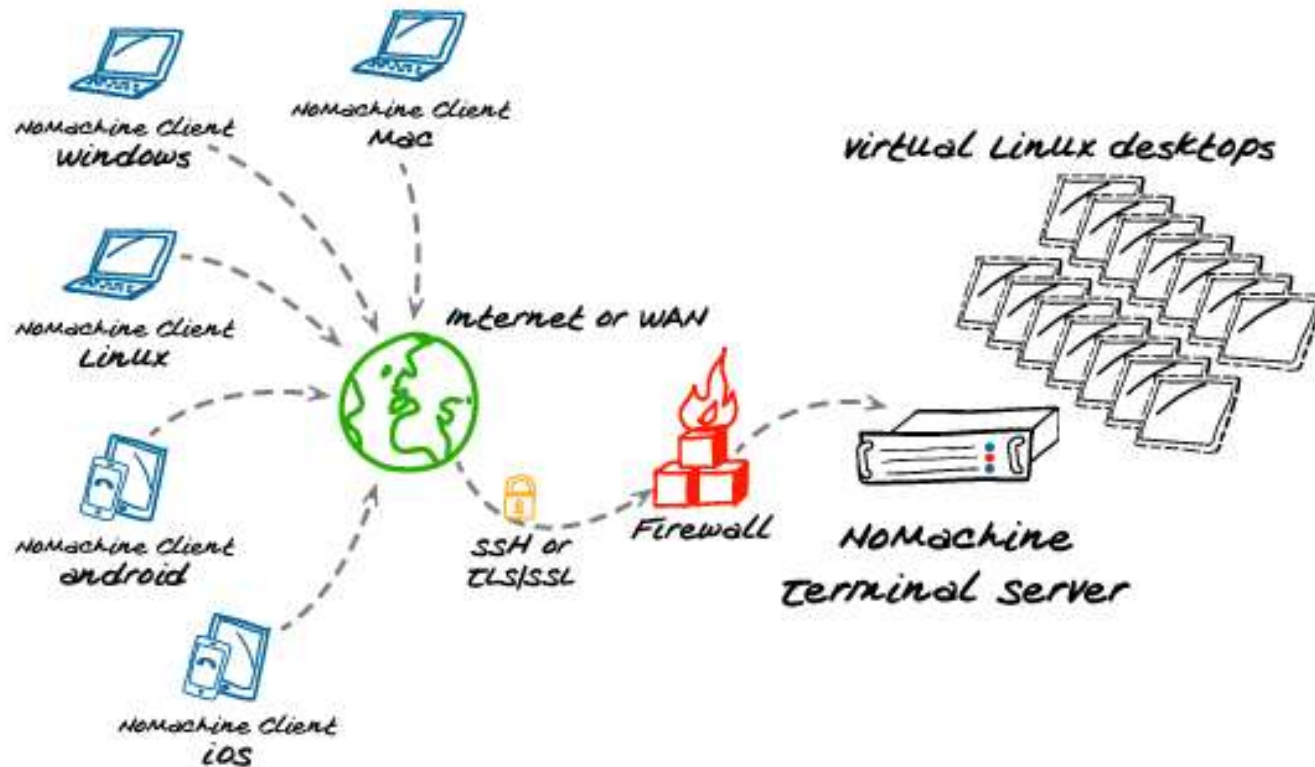 NoMachine Client
Windows
NoMachine Client
Mac
Virtual Linux desktops
NoMachine Client
Linux
Internet or WAN
NoMachine Client
android
SSH or
TLS/SSL
Firewall
NoMachine
Terminal Server
NoMachine Client
iOS